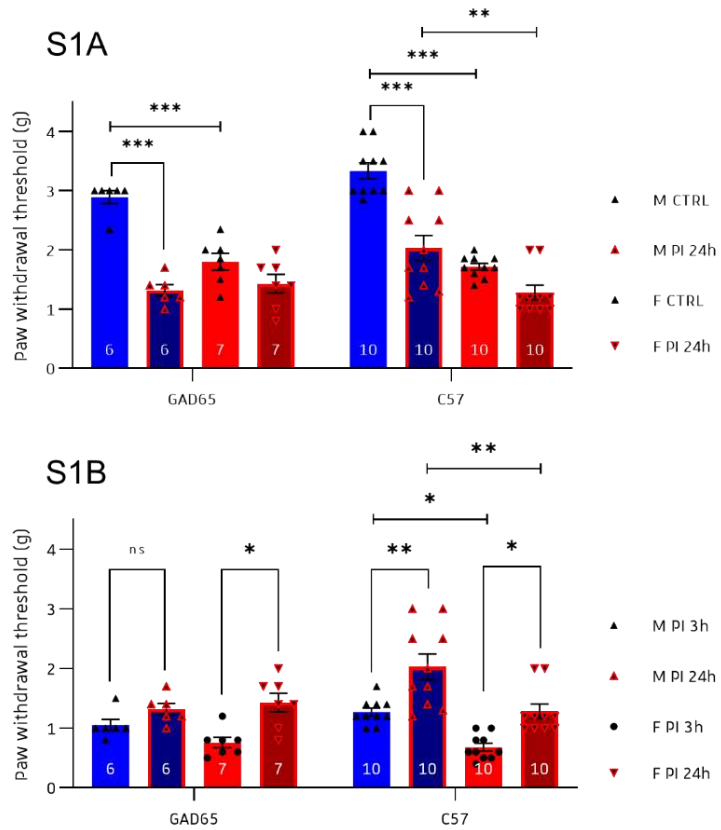 S1A
**
***
***
***
***
Paw withdrawal threshold (g)
4
3
2
1
0
6
6
7
7
10
10
10
10
GAD65
C57
M CTRL
M PI 24h
F CTRL
F PI 24h
S1B
**
*
ns
*
**
*
Paw withdrawal threshold (g)
4
3
2
1
0
6
6
7
7
10
10
10
10
GAD65
C57
M PI 3h
M PI 24h
F PI 3h
F PI 24h